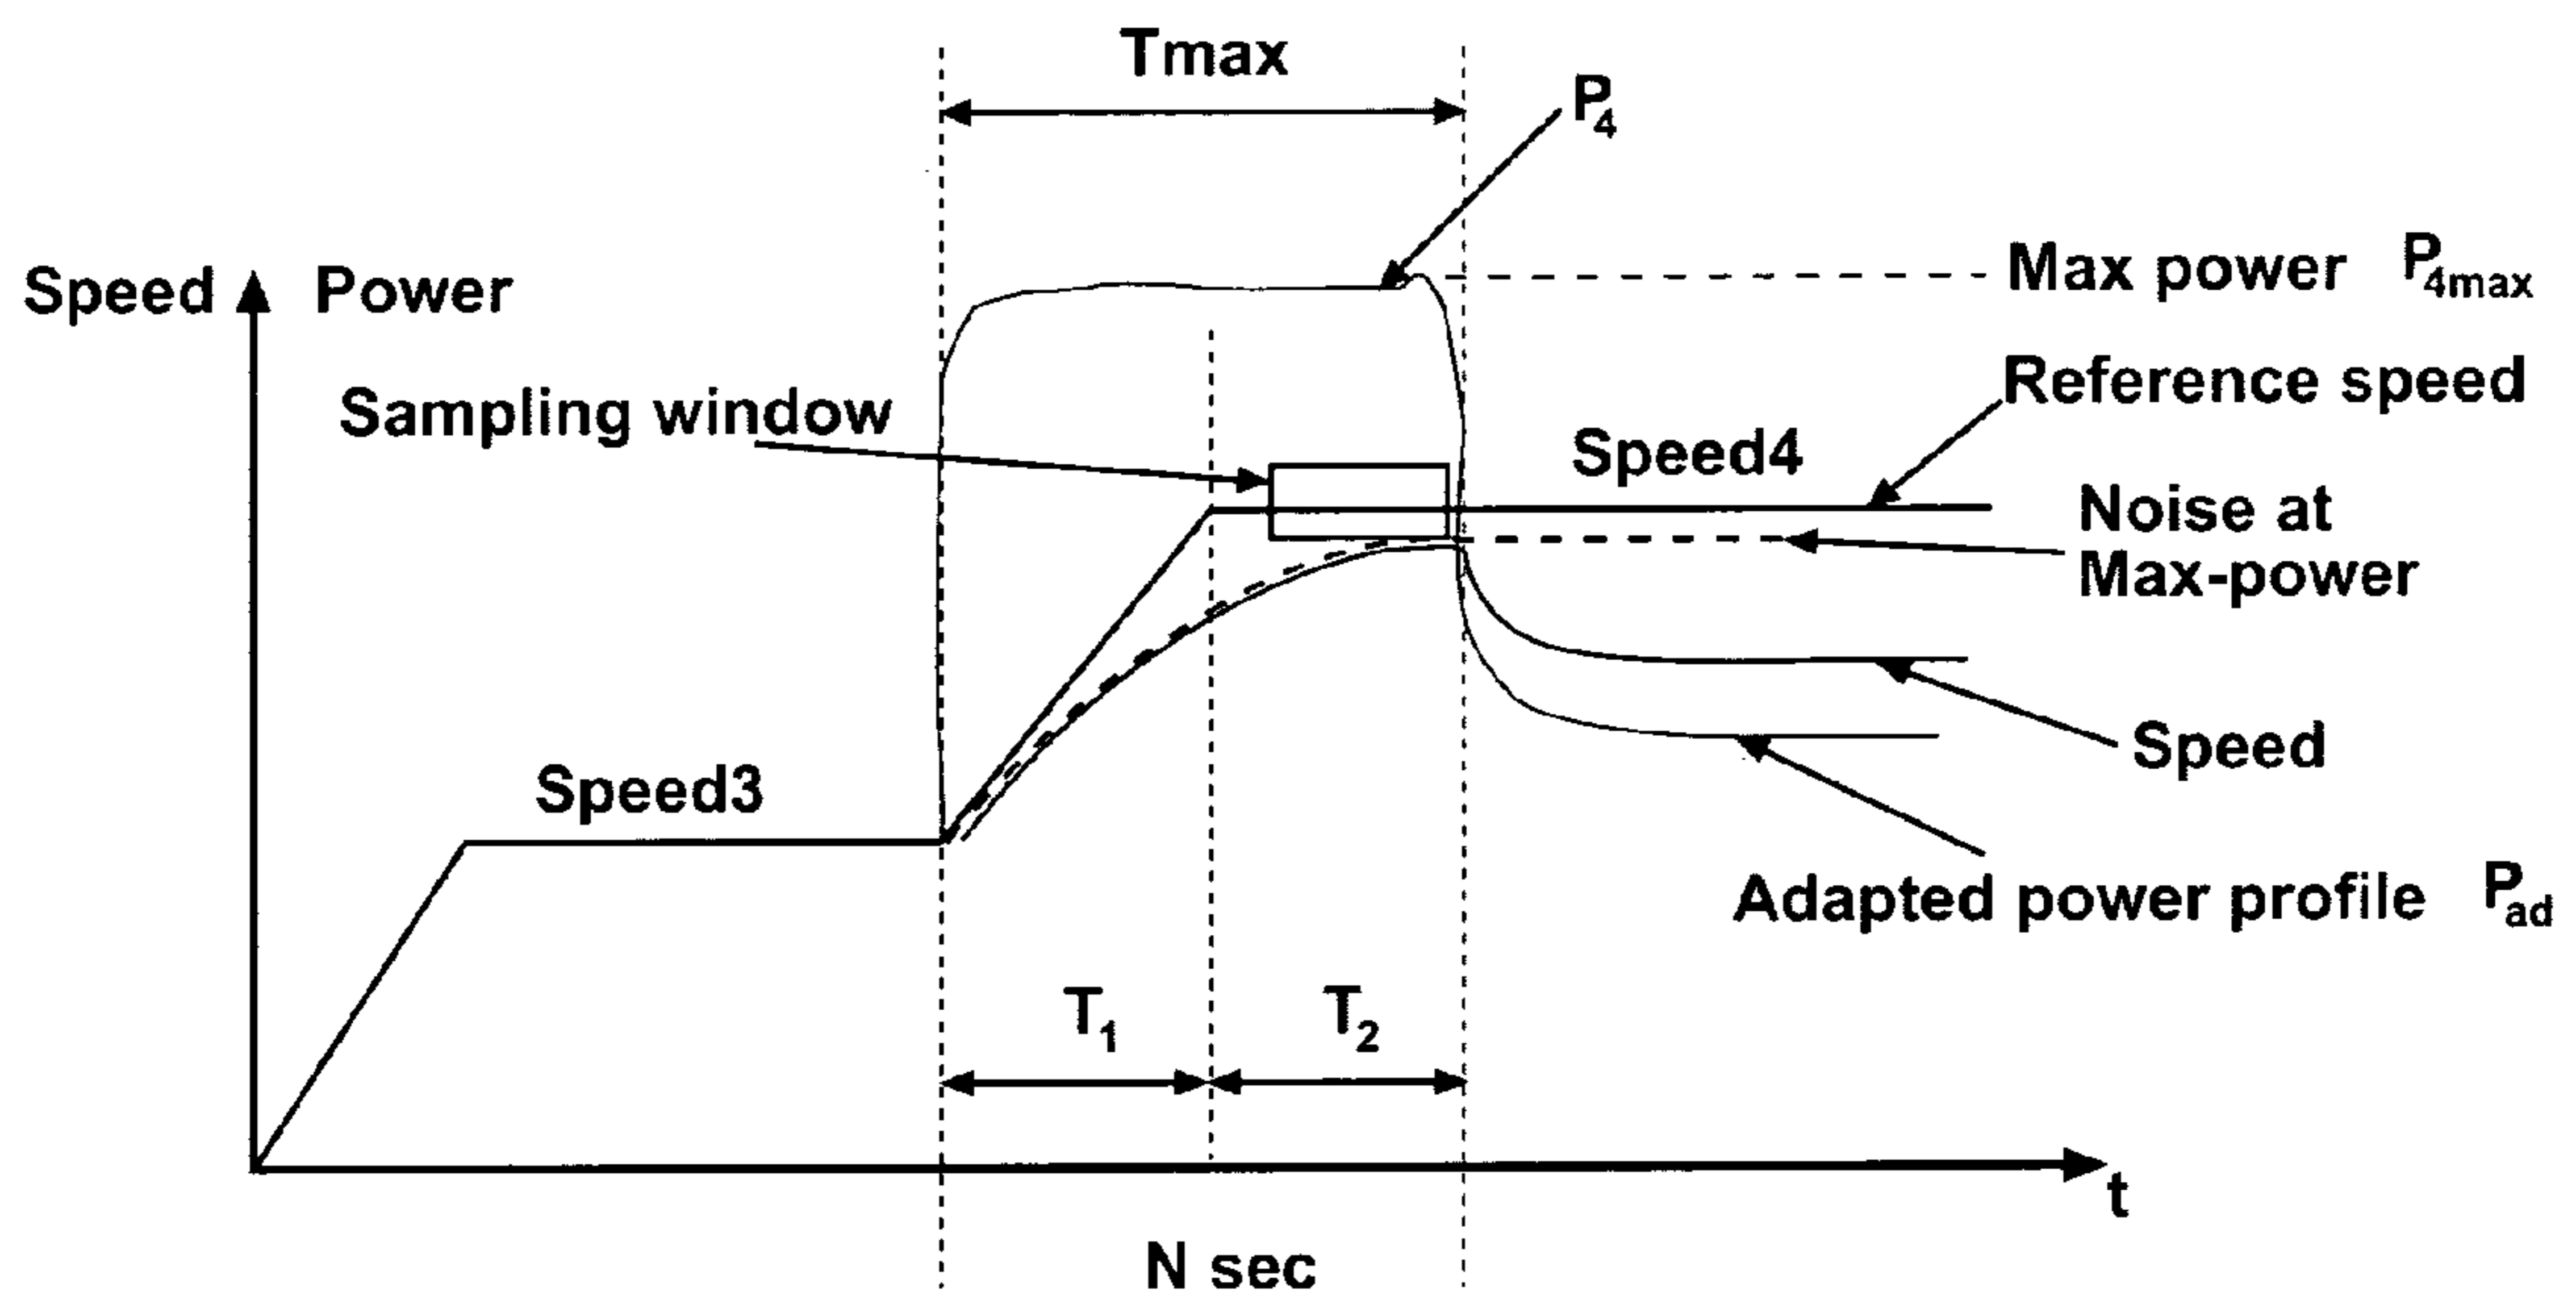 Tmax
P4
Speed Power
Max power P4max
Reference speed
Sampling window
Speed4
Noise at
Max-power
Speed
Speed3
Adapted power profile Pad
T1
T2
t
N sec